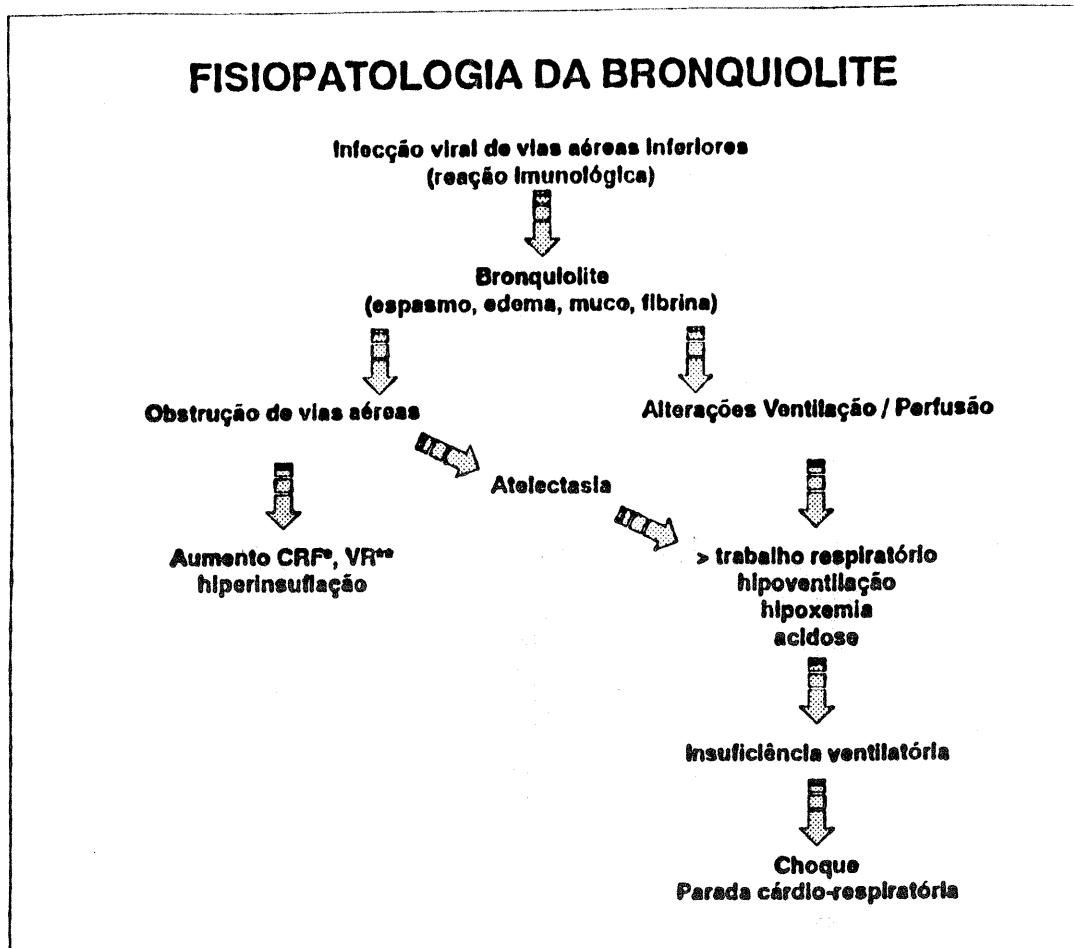 FISIOPATOLOGIA DA BRONQUIOLITE
Infecção viral de vias aéreas inferiores
(reação imunológica)
Bronquiolite
(espasmo, edema, muco, fibrina)
Obstrução de vias aéreas
Alterações Ventilação / Perfusão
Atelectasia
Aumento CRF*, VR**
hiperinsuflação
> trabalho respiratório
hipoventilação
hipoxemia
acidose
Insuficiência ventilatória
Choque
Parada cárdio-respiratória